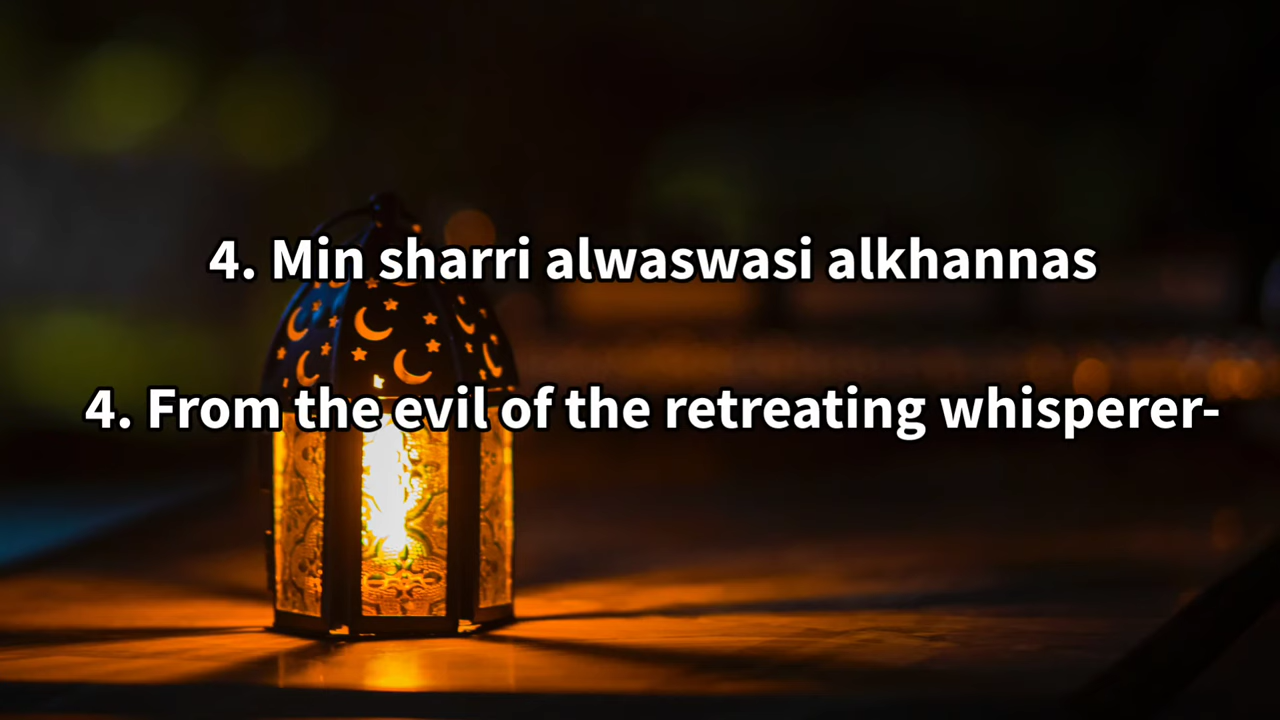 4. Min sharri alwaswasi alkhannas
4. From the evil of the retreating whisperer-